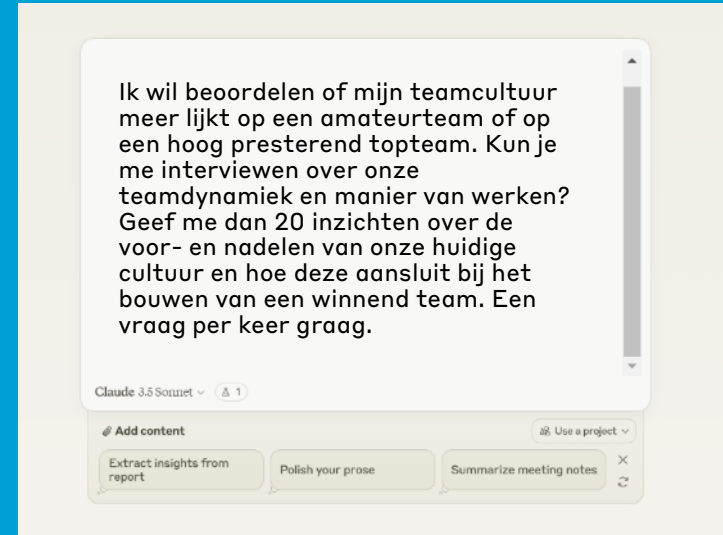 Ik wil beoordelen of mijn teamcultuur
meer lijkt op een amateurteam of op
een hoog presterend topteam. Kun je
me interviewen over onze
teamdynamiek en manier van werken?
Geef me dan 20 inzichten over de
voor- en nadelen van onze huidige
cultuur en hoe deze aansluit bij het
bouwen van een winnend team. Een
vraag per keer graag.
Claude 3.5 Sonnet 1
Add content Use a project
Extract insights from
report
Polish your prose
Summarize meeting notes